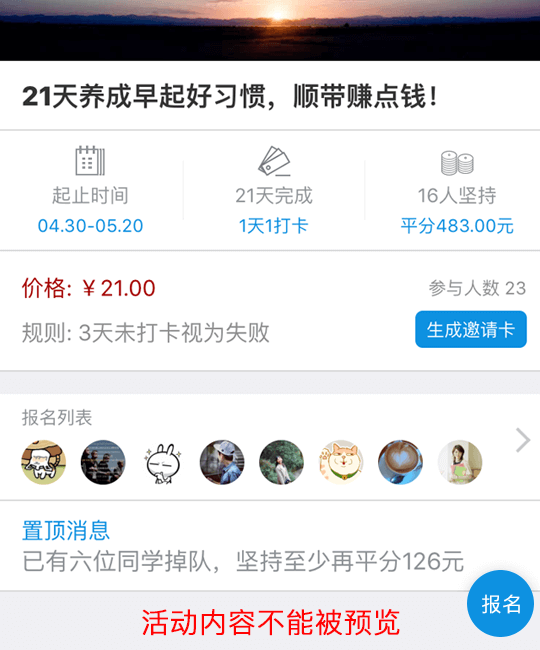 21天养成早起好习惯，顺带赚点钱！
起止时间
21天完成
16人坚持
04.30-05.20
1天1打卡
平分483.00元
价格: ￥21.00
参与人数 23
规则: 3天未打卡视为失败
生成邀请卡
报名列表
置顶消息
已有六位同学掉队，坚持至少再平分126元
报名
活动内容不能被预览